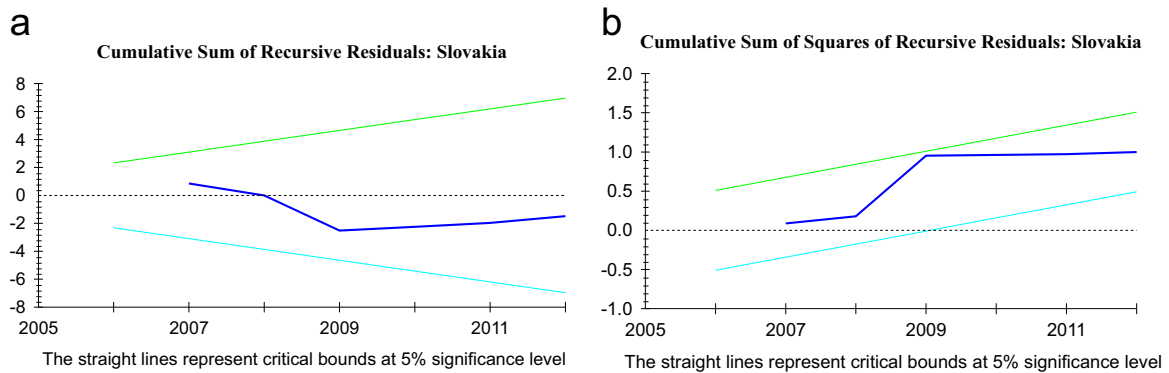 a
Cumulative Sum of Recursive Residuals: Slovakia
8
6
4
2
0
-2
-4
-6
-8
2005 2007 2009 2011
The straight lines represent critical bounds at 5% significance level
b
Cumulative Sum of Squares of Recursive Residuals: Slovakia
2.0
1.5
1.0
0.5
0.0
-0.5
-1.0
2005 2007 2009 2011
The straight lines represent critical bounds at 5% significance level